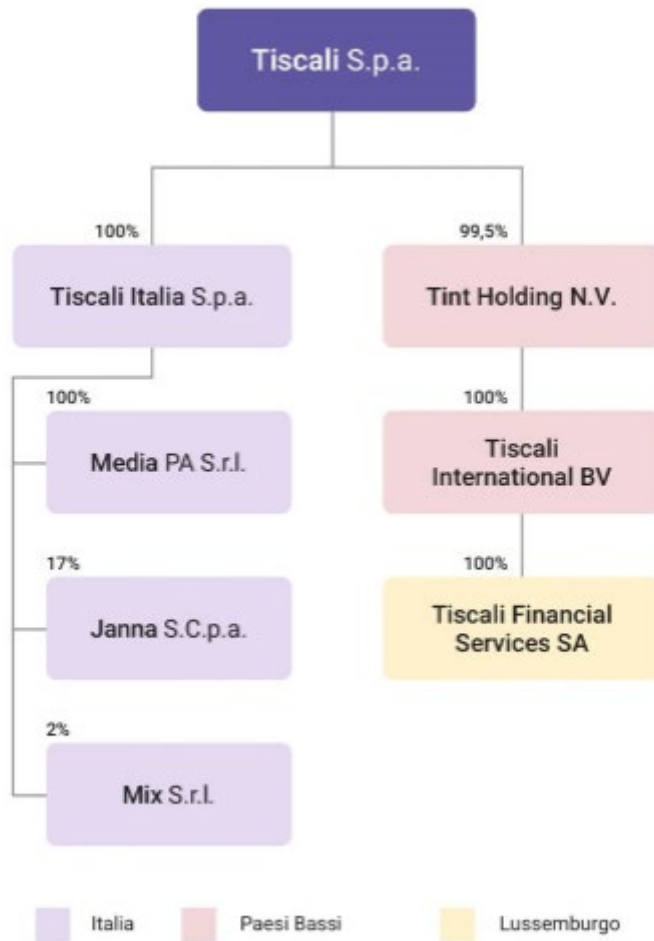 Tiscali S.p.a.
100%
99,5%
Tiscali Italia S.p.a.
Tint Holding N.V.
100%
100%
Media PA S.r.l.
Tiscali
International BV
17%
100%
Janna S.C.p.a.
Tiscali Financial
Services SA
2%
Mix S.r.l.
Italia
Paesi Bassi
Lussemburgo